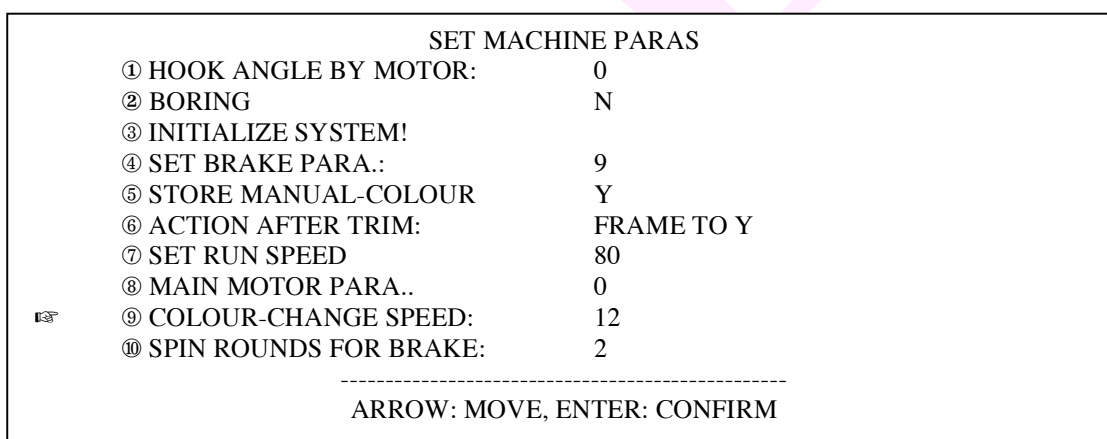 SET MACHINE PARAS
① HOOK ANGLE BY MOTOR: 0
② BORING N
③ INITIALIZE SYSTEM!
④ SET BRAKE PARA.: 9
⑤ STORE MANUAL-COLOUR Y
⑥ ACTION AFTER TRIM: FRAME TO Y
⑦ SET RUN SPEED 80
⑧ MAIN MOTOR PARA.. 0
☞ ⑨ COLOUR-CHANGE SPEED: 12
⑩ SPIN ROUNDS FOR BRAKE: 2
--------------------------------------------------
ARROW: MOVE, ENTER: CONFIRM